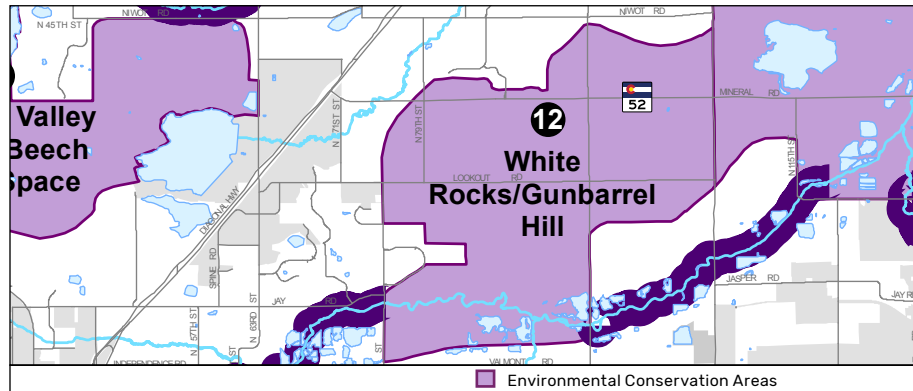 NIWOT RD
NIWOT RD
N 45TH ST
52
MINERAL RD
12
Valley
Beech
Space
N 71ST ST
N 79TH ST
N 115TH ST
White
Rocks/Gunbarrel
Hill
LOOKOUT RD
DIAGONAL HWY
SPINE RD
JASPER RD
JAY RD
JAY RD
N 57TH ST
N 63RD ST
ST
ST
INDEPENDENCE RD
VALMONT RD
Environmental Conservation Areas